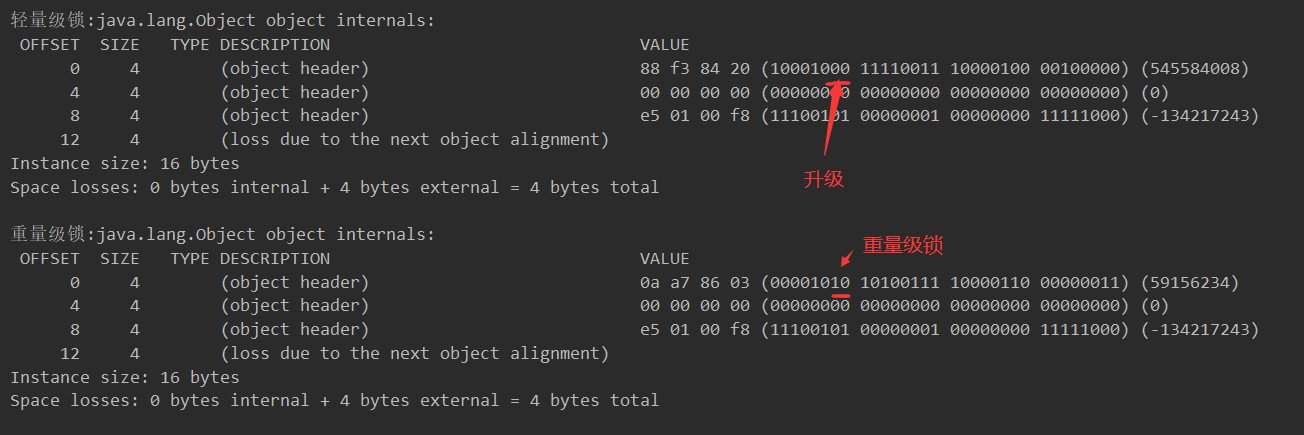 轻量级锁:java.lang.Object object internals:
OFFSET  SIZE   TYPE DESCRIPTION                               VALUE
0     4        (object header)                           88 f3 84 20 (10001000 11110011 10000100 00100000) (545584008)
4     4        (object header)                           00 00 00 00 (00000000 00000000 00000000 00000000) (0)
8     4        (object header)                           e5 01 00 f8 (11100101 00000001 00000000 11111000) (-134217243)
12     4        (loss due to the next object alignment)
Instance size: 16 bytes
升级
Space losses: 0 bytes internal + 4 bytes external = 4 bytes total
重量级锁:java.lang.Object object internals:
重量级锁
OFFSET  SIZE   TYPE DESCRIPTION                               VALUE
0     4        (object header)                           0a a7 86 03 (00001010 10100111 10000110 00000011) (59156234)
4     4        (object header)                           00 00 00 00 (00000000 00000000 00000000 00000000) (0)
8     4        (object header)                           e5 01 00 f8 (11100101 00000001 00000000 11111000) (-134217243)
12     4        (loss due to the next object alignment)
Instance size: 16 bytes
Space losses: 0 bytes internal + 4 bytes external = 4 bytes total